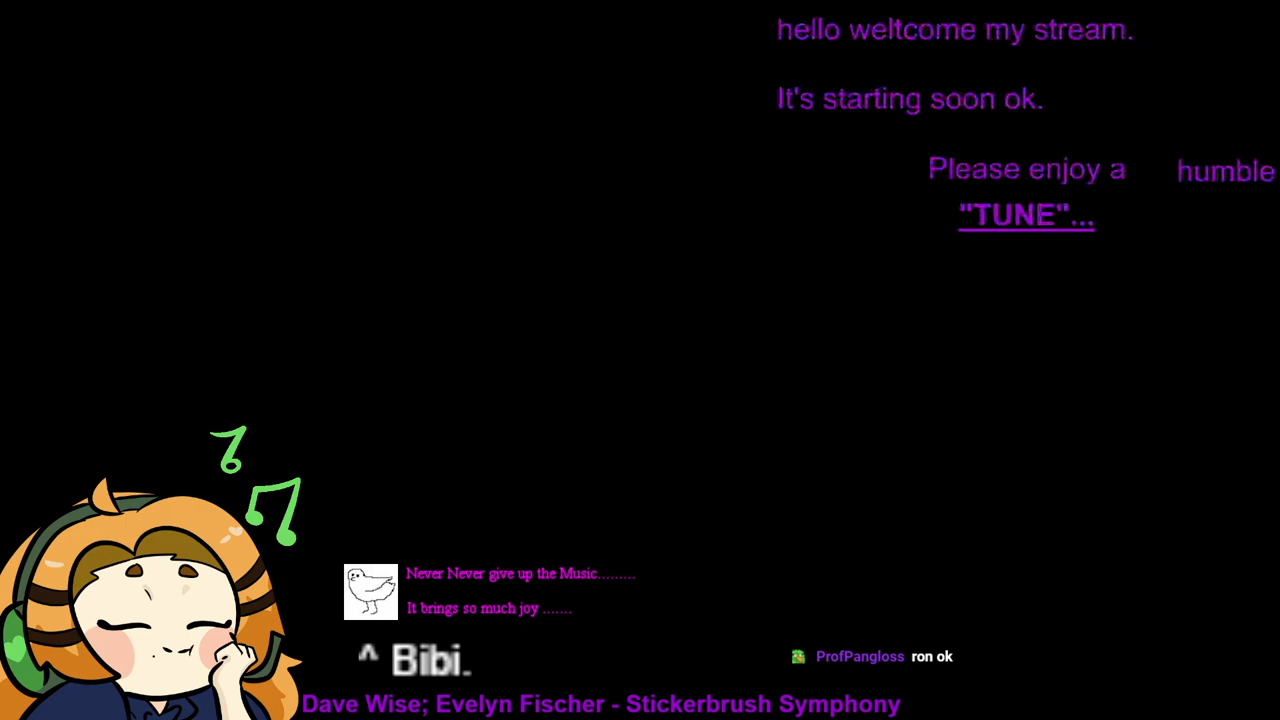 hello weltcome my stream.
It's starting soon ok.
Please enjoy a humble
"TUNE"...
Never Never give up the Music.........
It brings so much joy .......
^ Bibi.
ProfPangloss ron ok
Dave Wise; Evelyn Fischer - Stickerbrush Symphony